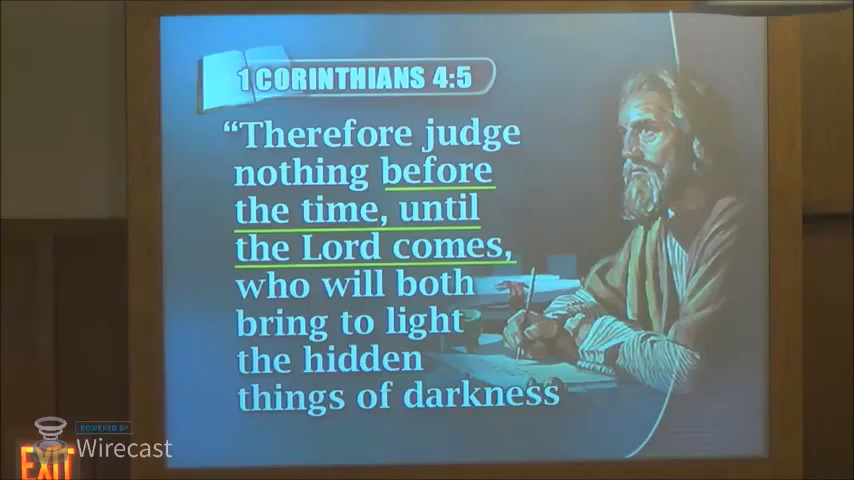 1 CORINTHIANS 4:5
“Therefore judge
nothing before
the time, until
the Lord comes,
who will both
bring to light
the hidden
things of darkness
POWERED BY
Wirecast
EXIT